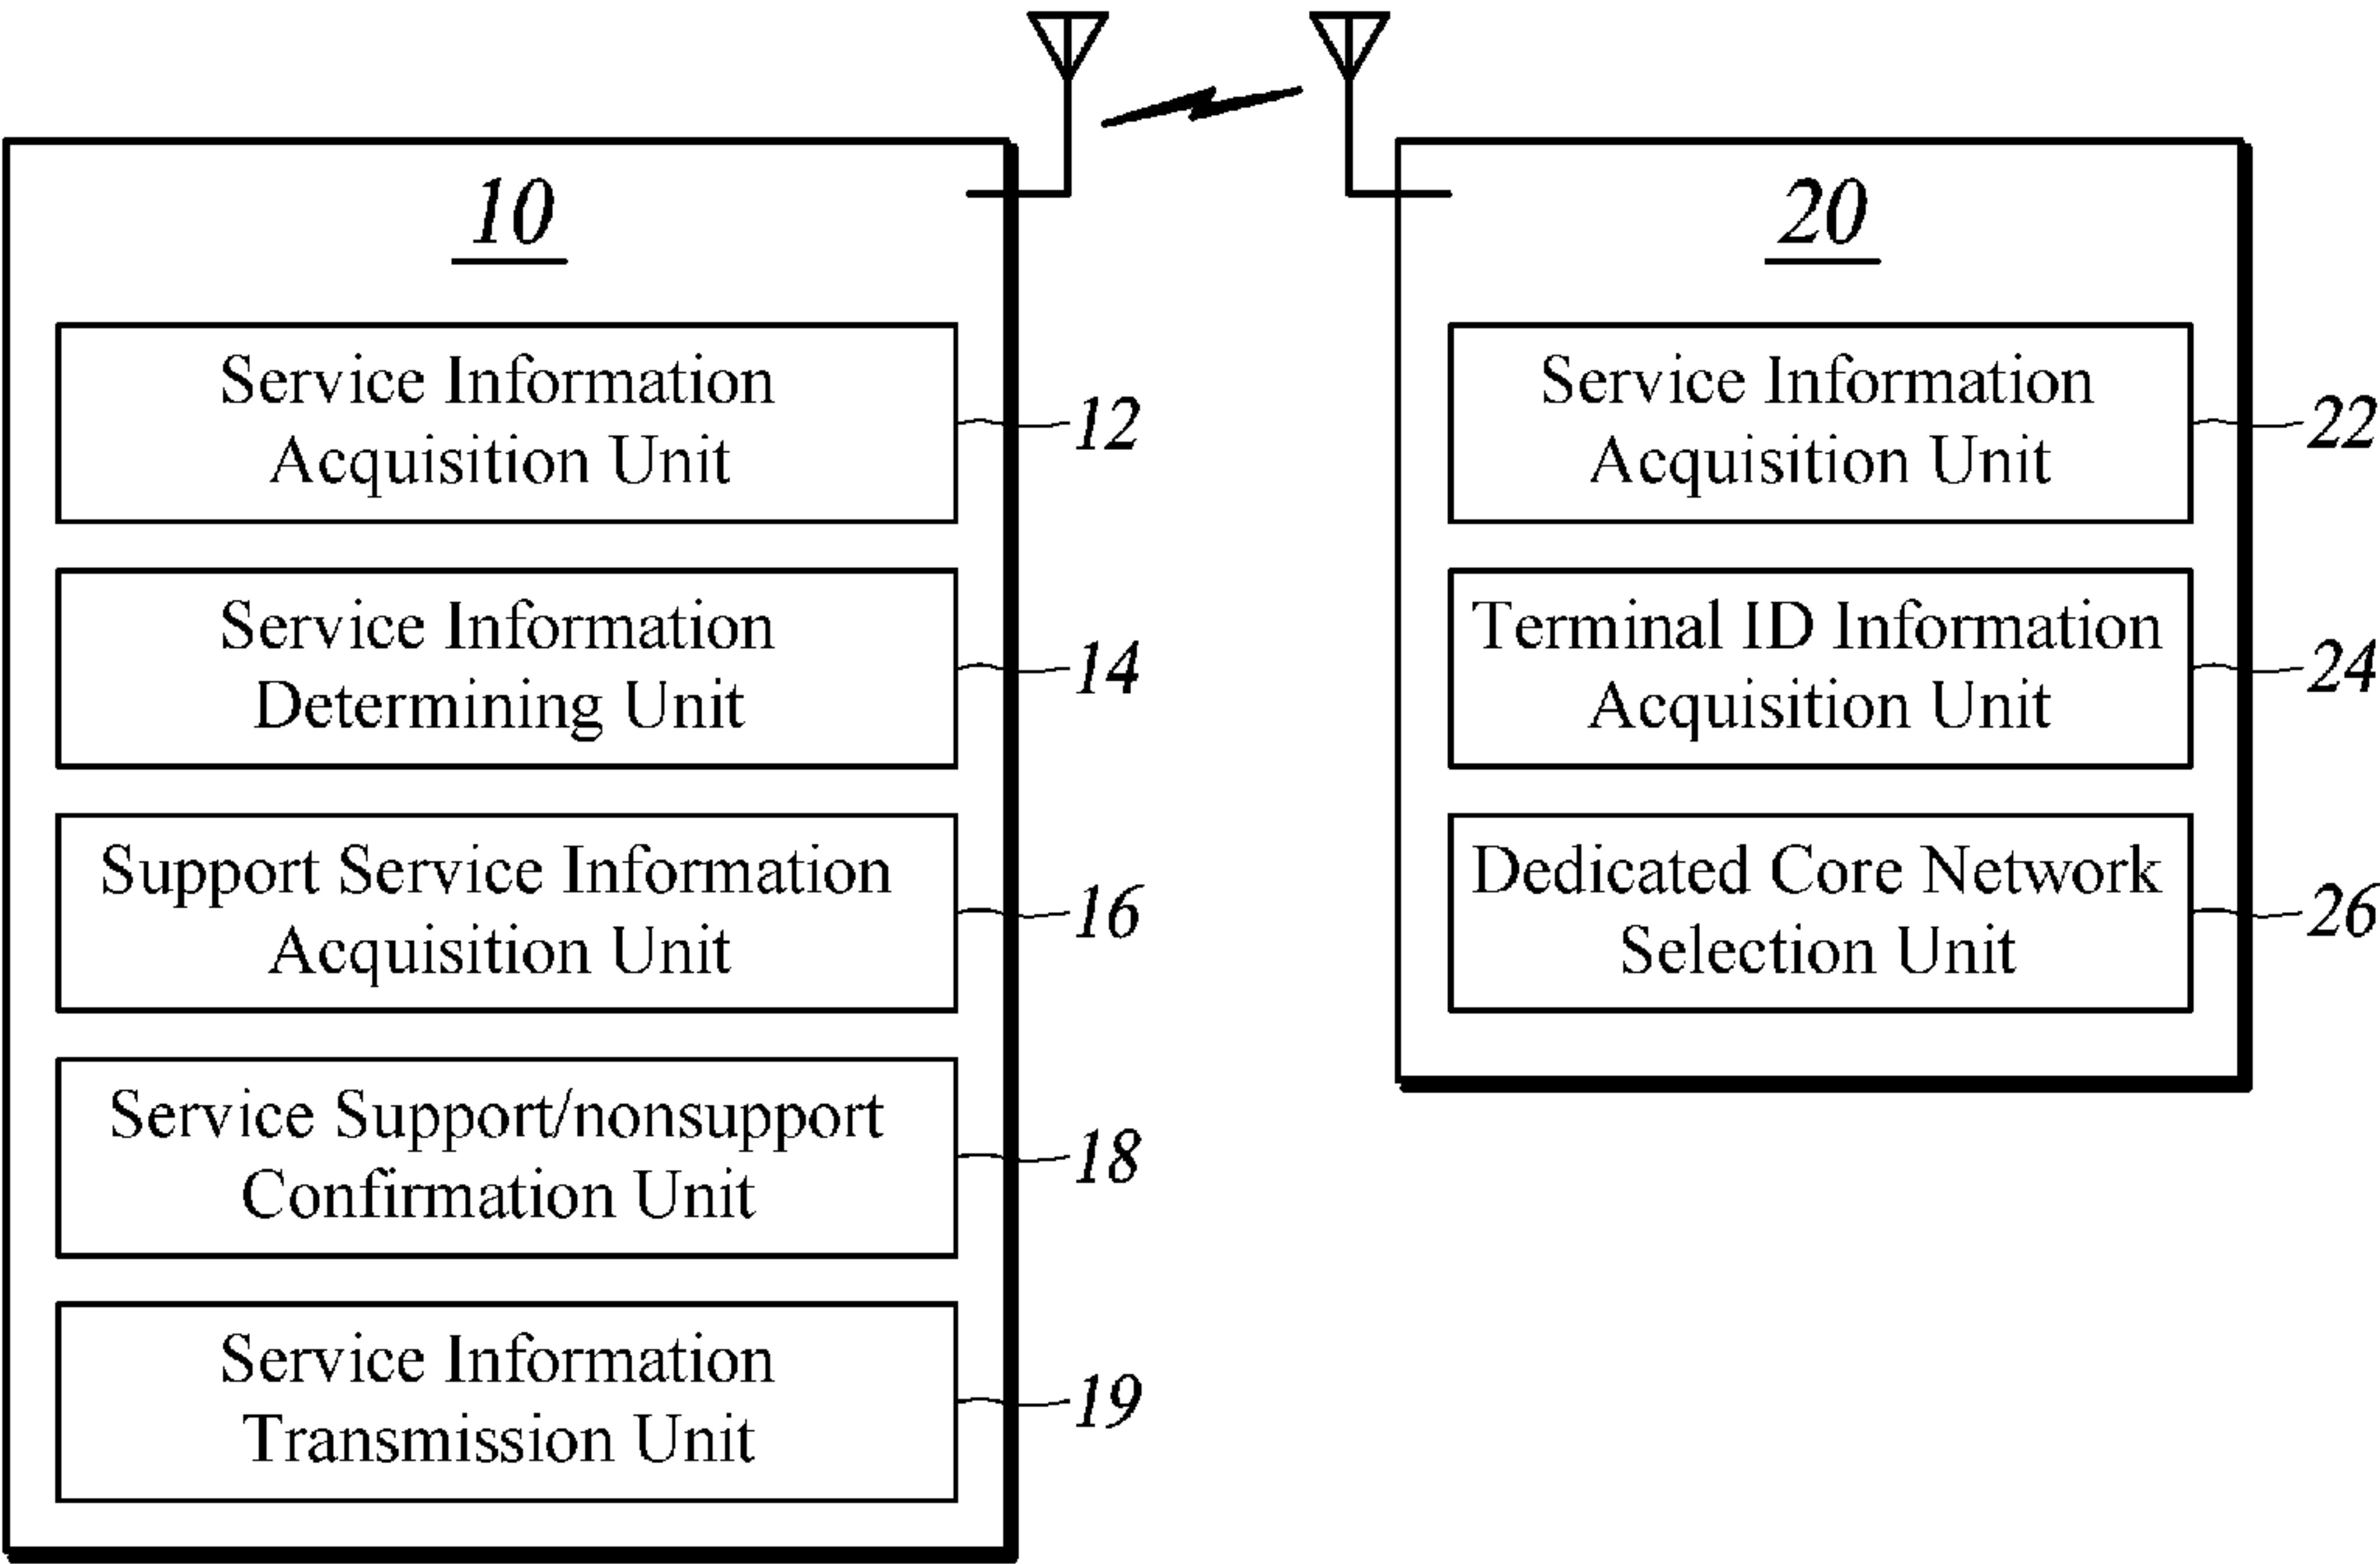 10
Service Information
Acquisition Unit
12
Service Information
Determining Unit
14
Support Service Information
Acquisition Unit
16
Service Support/nonsupport
Confirmation Unit
18
Service Information
Transmission Unit
19
20
Service Information
Acquisition Unit
22
Terminal ID Information
Acquisition Unit
24
Dedicated Core Network
Selection Unit
26